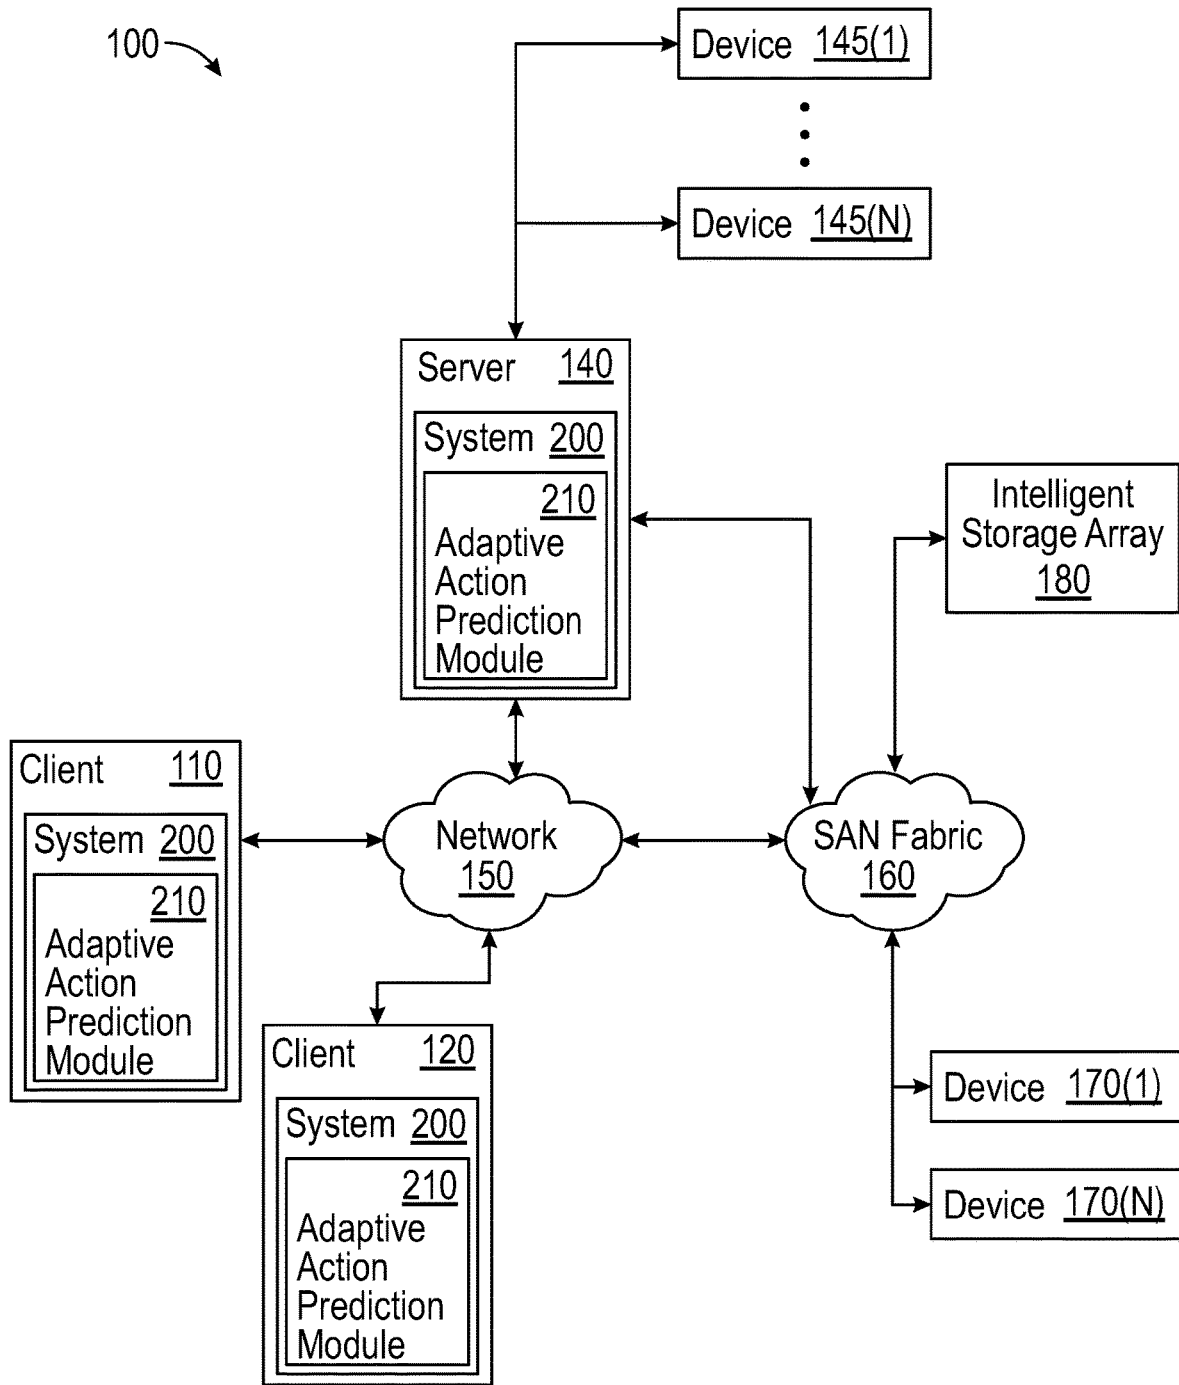 100
Device 145(1)
Device 145(N)
Server 140
System 200
210
Adaptive
Action
Prediction
Module
Intelligent
Storage Array
180
Client 110
System 200
210
Adaptive
Action
Prediction
Module
Network
150
SAN Fabric
160
Client 120
System 200
210
Adaptive
Action
Prediction
Module
Device 170(1)
Device 170(N)